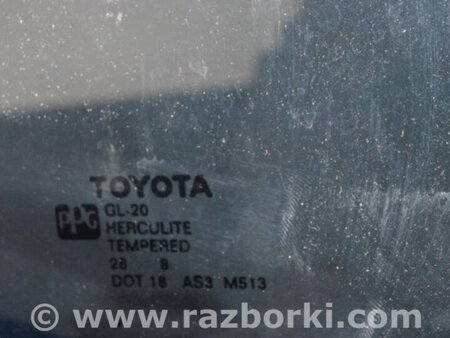 TOYOTA
PPG GL-20
HERCULITE
TEMPERED
28 8
DOT 18 AS3 M513
© www.razborki.com